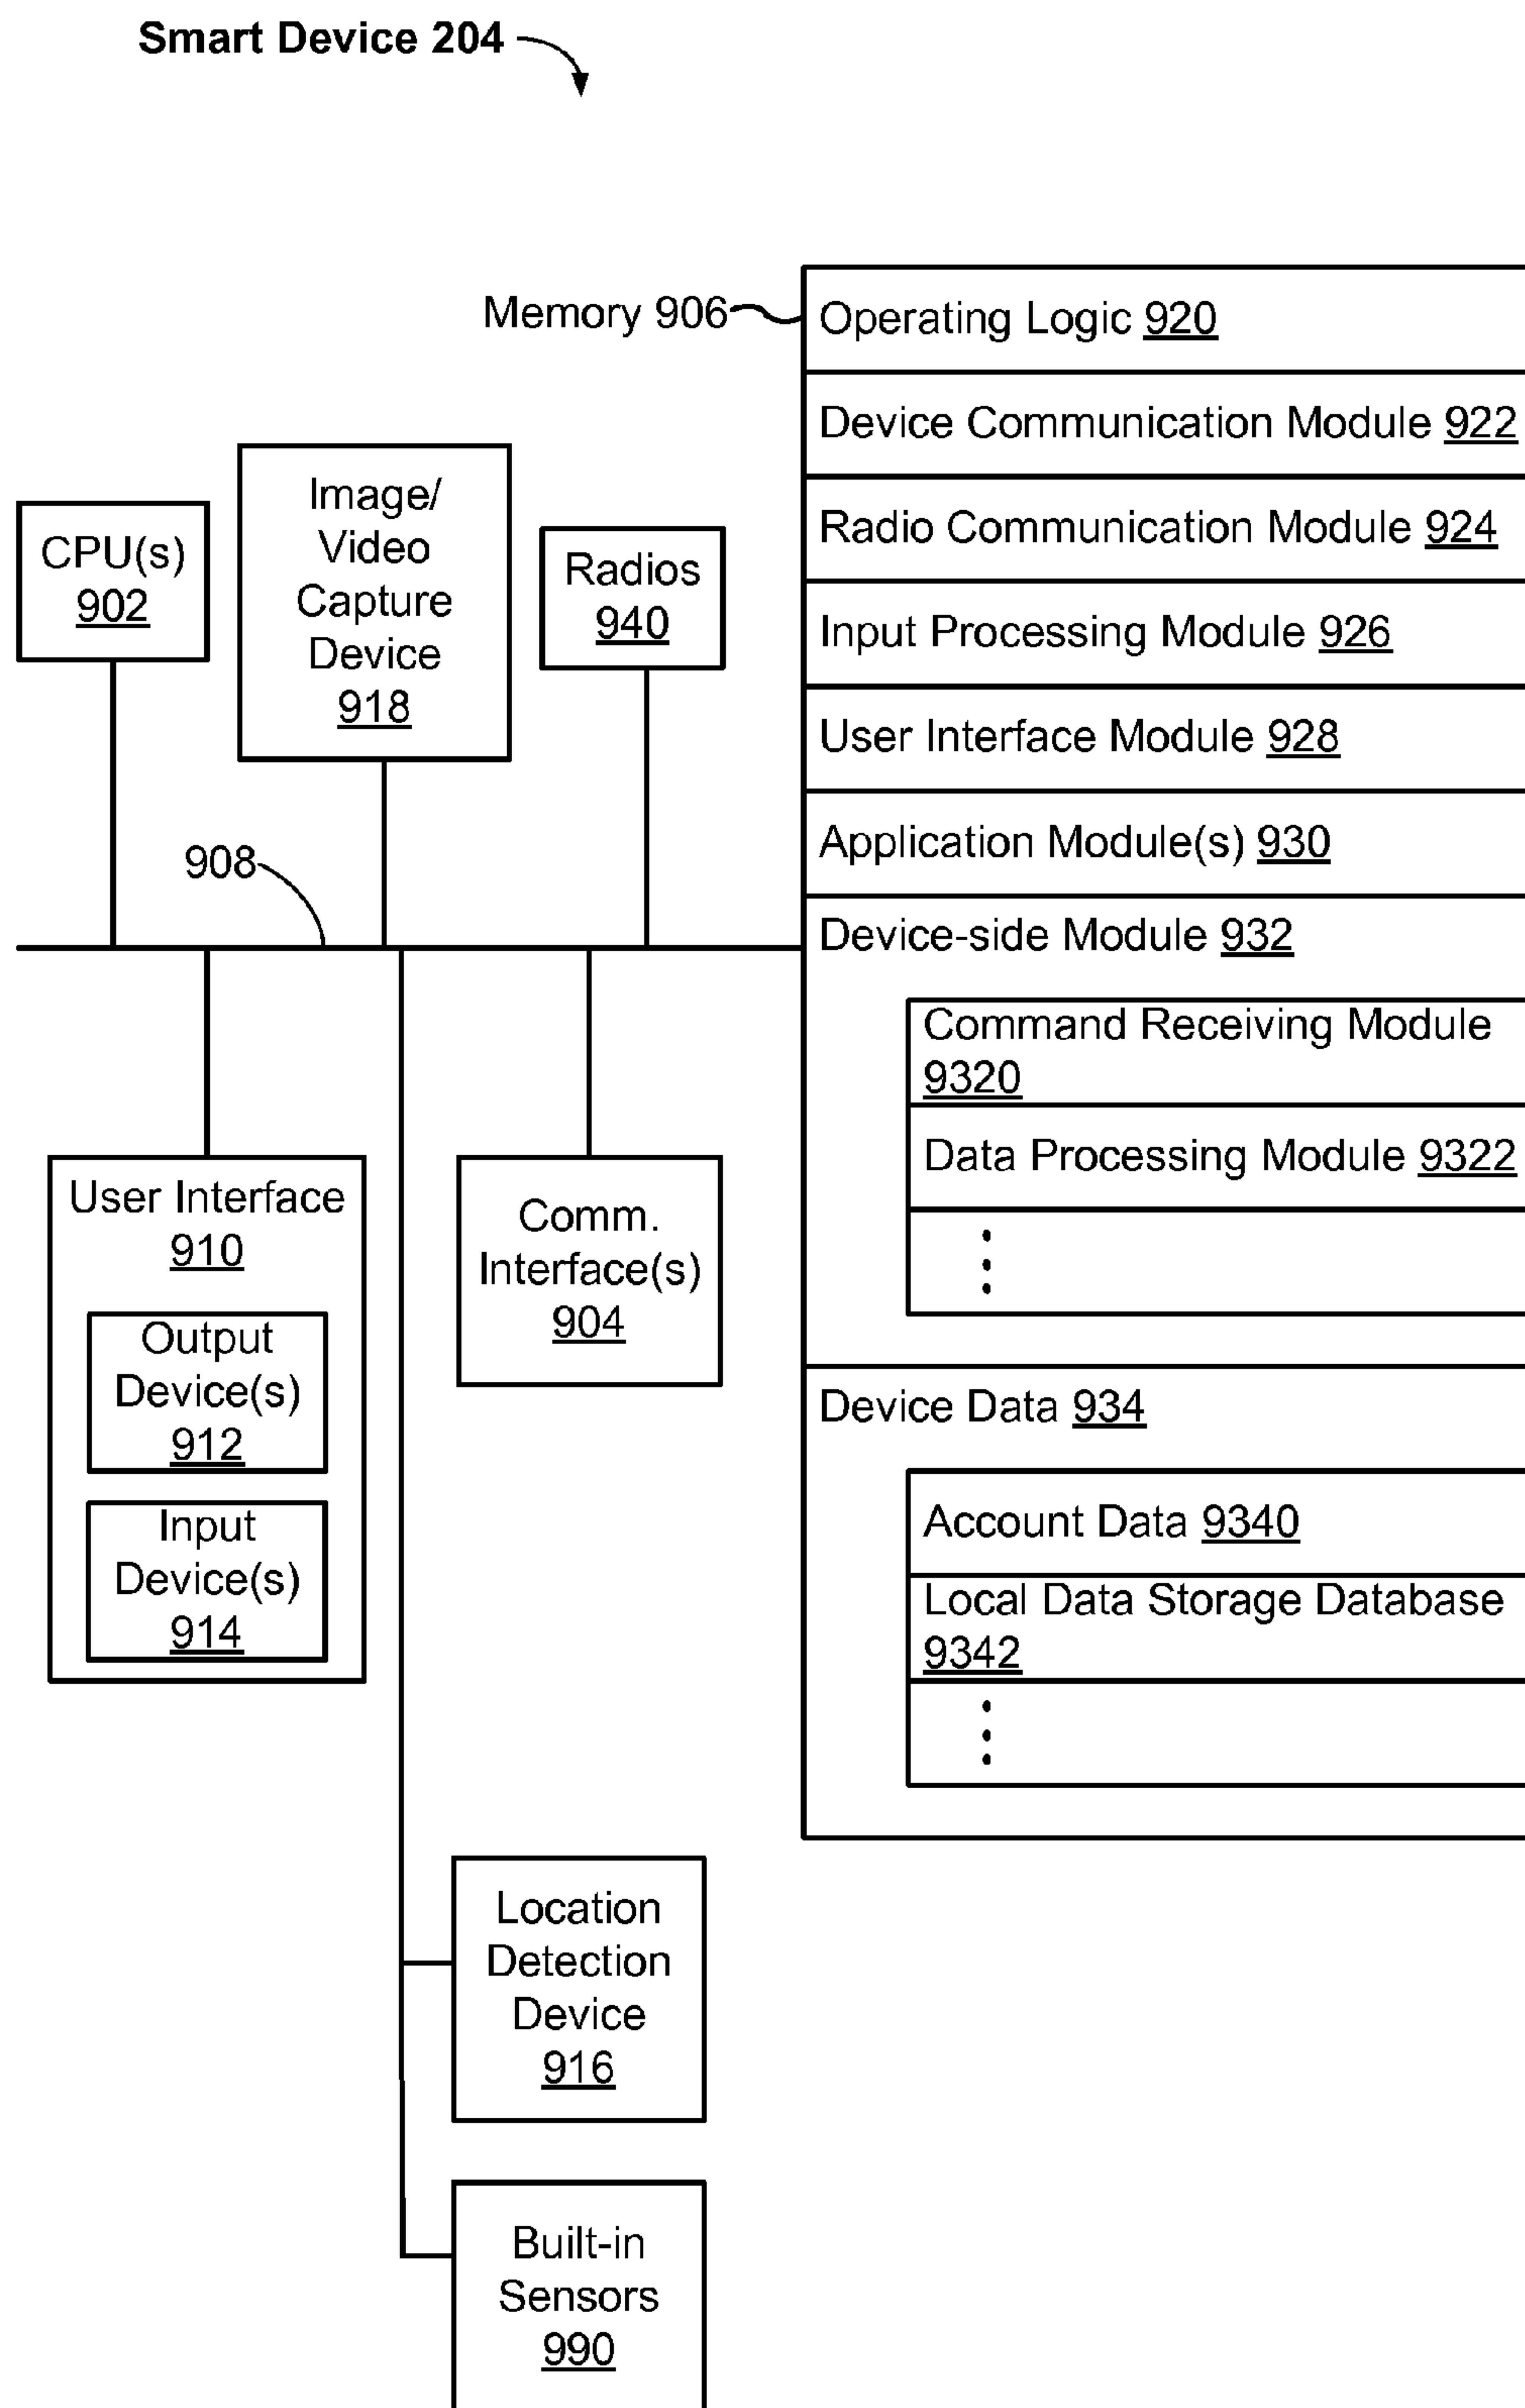 Smart Device 204
Memory 906
Operating Logic 920
Device Communication Module 922
Radio Communication Module 924
Input Processing Module 926
User Interface Module 928
Application Module(s) 930
Device-side Module 932
Command Receiving Module
9320
Data Processing Module 9322
Device Data 934
Account Data 9340
Local Data Storage Database
9342
CPU(s)
902
Image/
Video
Capture
Device
918
Radios
940
908
User Interface
910
Output
Device(s)
912
Input
Device(s)
914
Comm.
Interface(s)
904
Location
Detection
Device
916
Built-in
Sensors
990